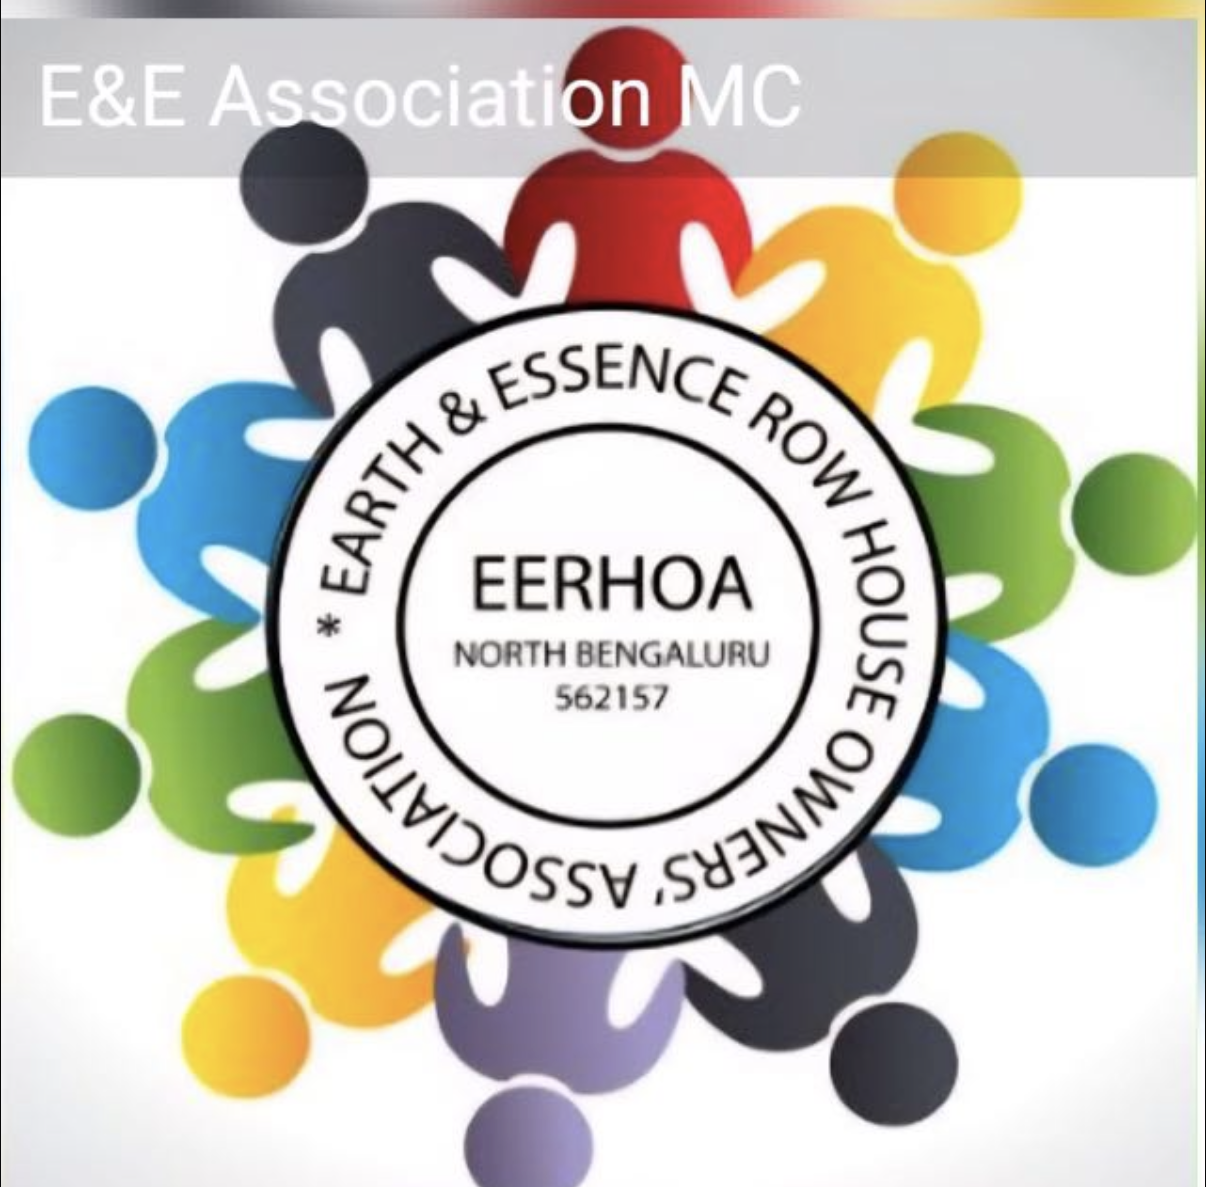 E&E Association MC
* EARTH & ESSENCE ROW HOUSE OWNERS' ASSOCIATION
EERHOA
NORTH BENGALURU
562157